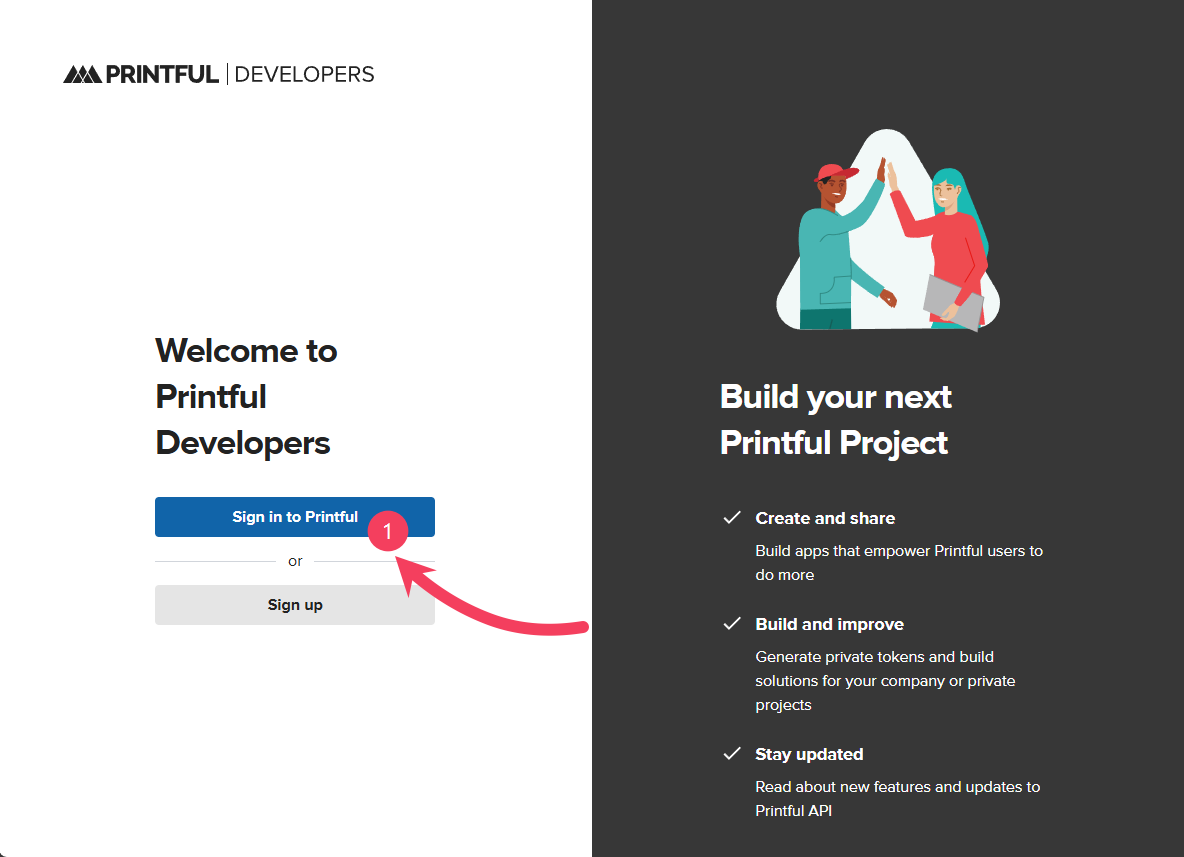 PRINTFUL | DEVELOPERS
Welcome to
Printful
Developers
Sign in to Printful
1
or
Sign up
Build your next
Printful Project
Create and share
Build apps that empower Printful users to
do more
Build and improve
Generate private tokens and build
solutions for your company or private
projects
Stay updated
Read about new features and updates to
Printful API